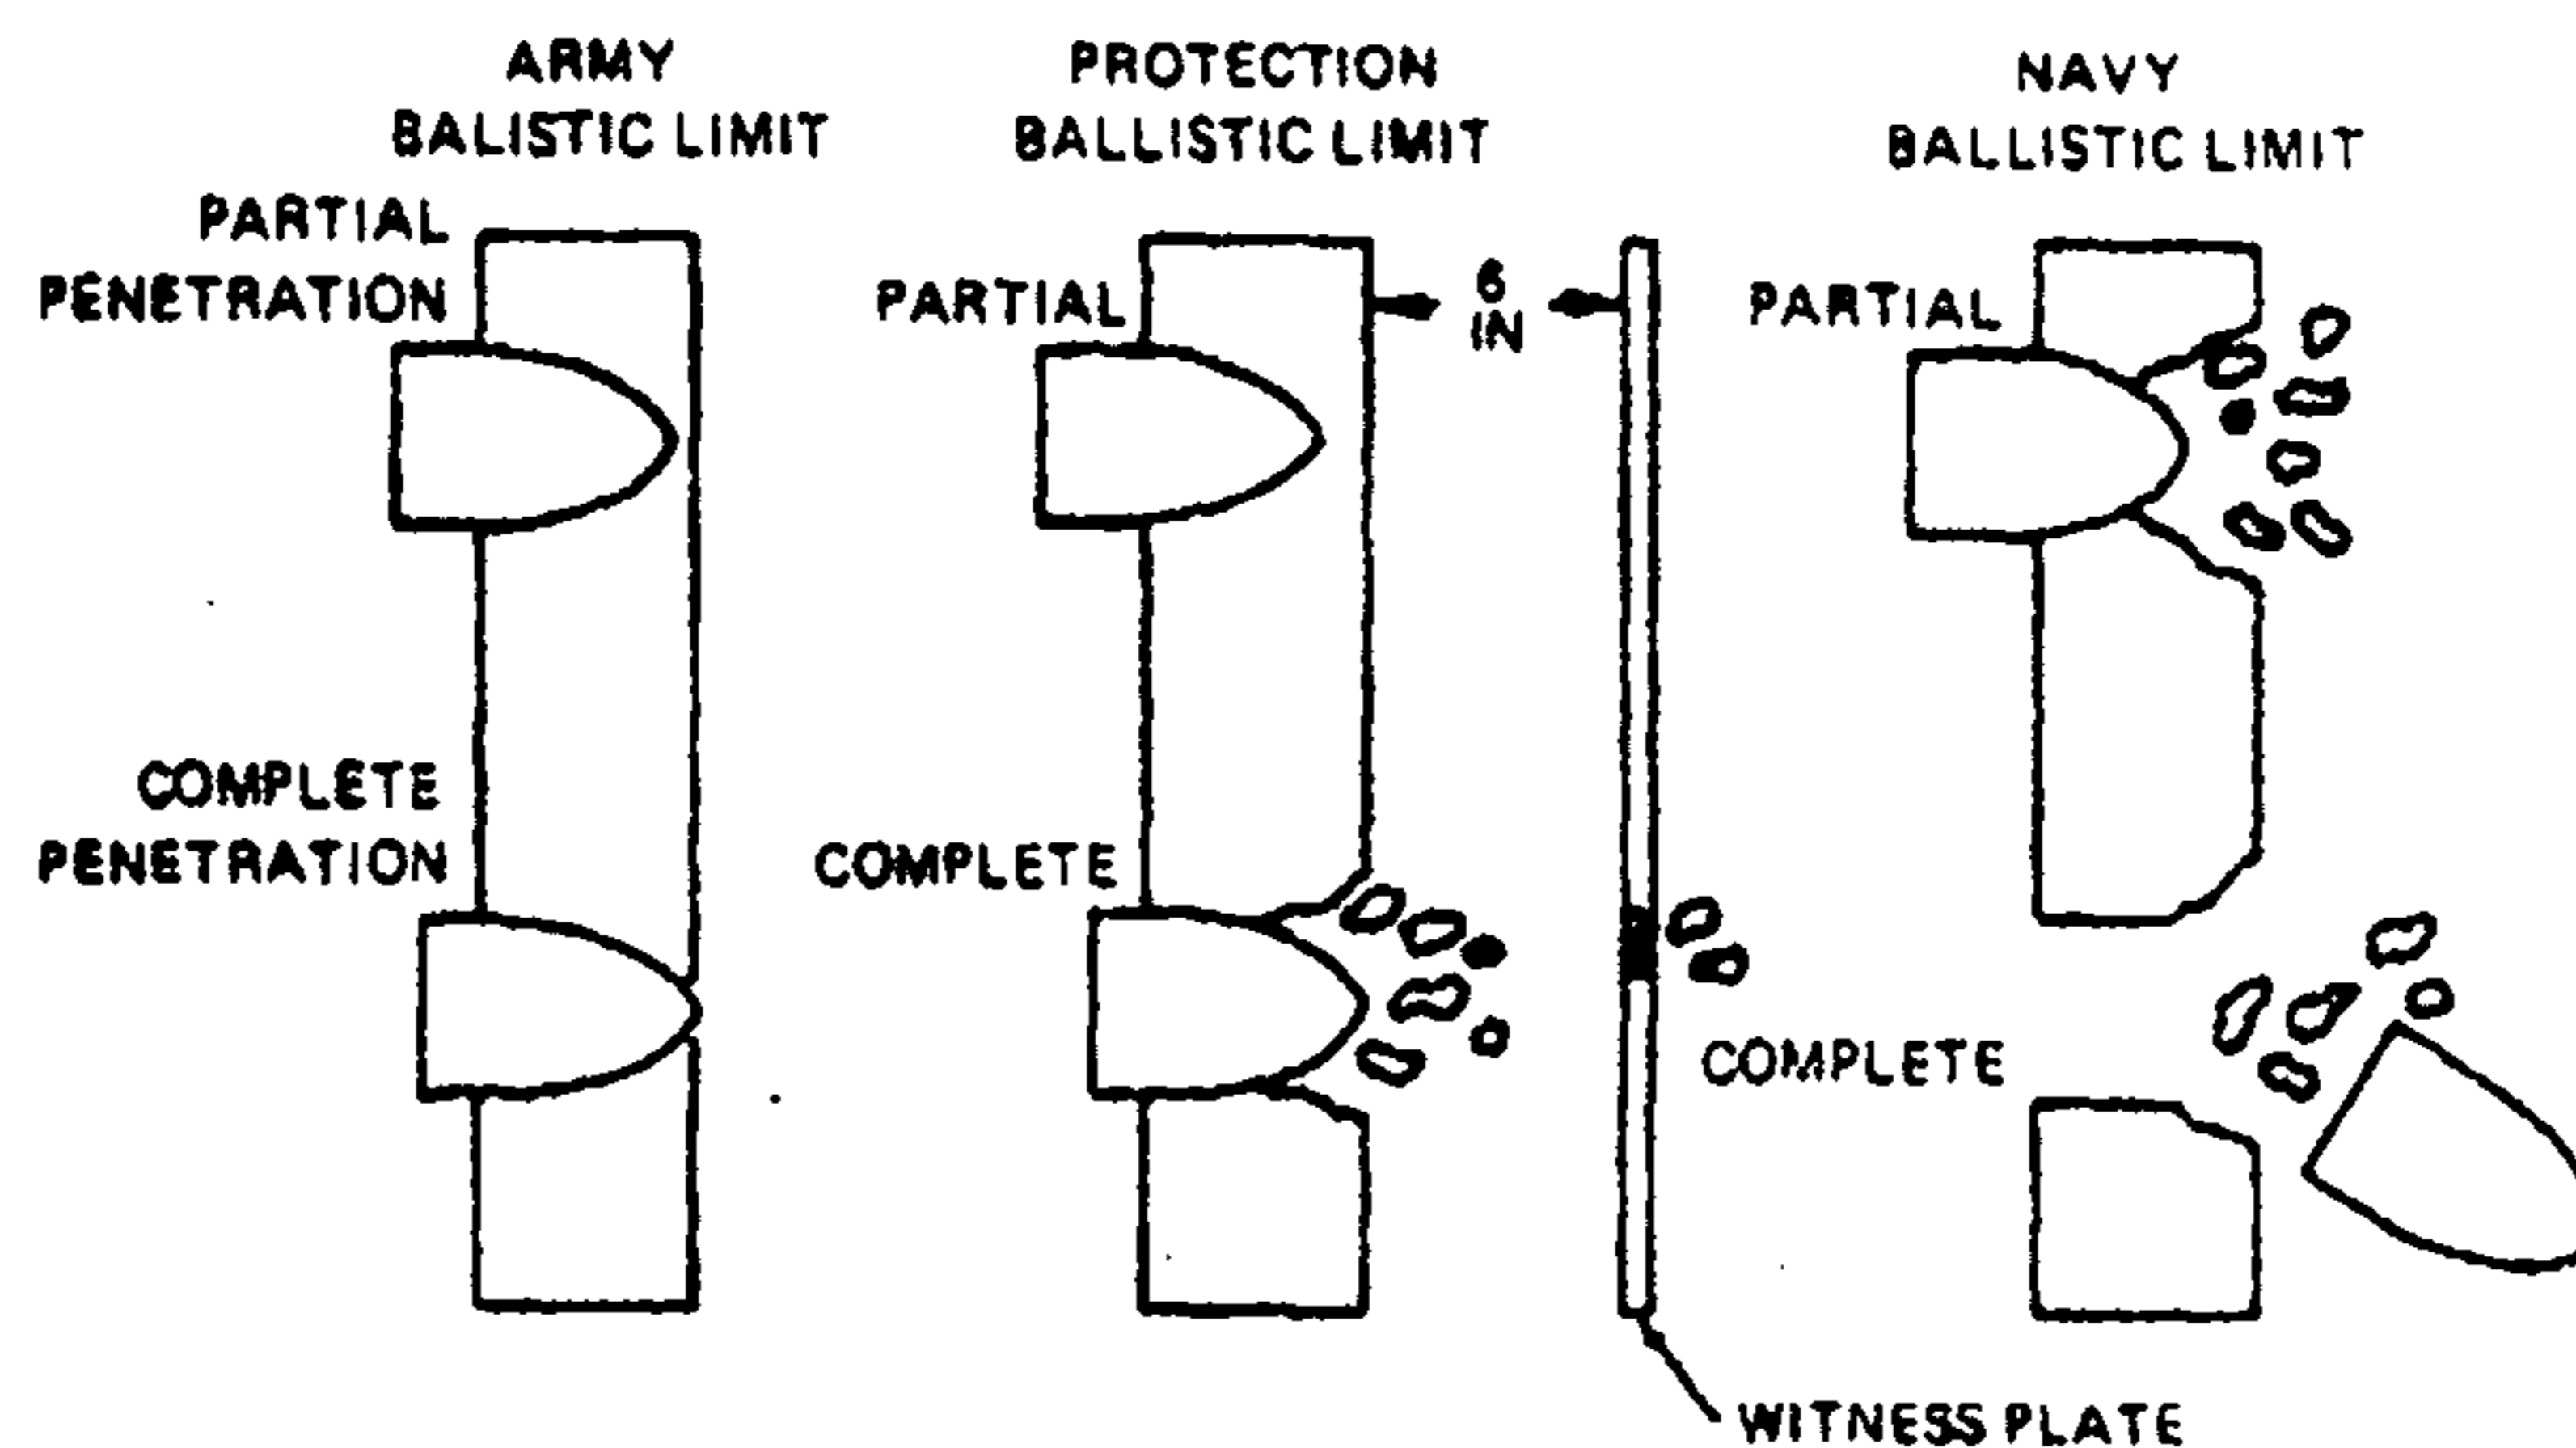 ARMY
BALISTIC LIMIT
PARTIAL
PENETRATION
COMPLETE
PENETRATION
PROTECTION
BALLISTIC LIMIT
PARTIAL
6
IN
COMPLETE
WITNESS PLATE
NAVY
BALLISTIC LIMIT
PARTIAL
COMPLETE